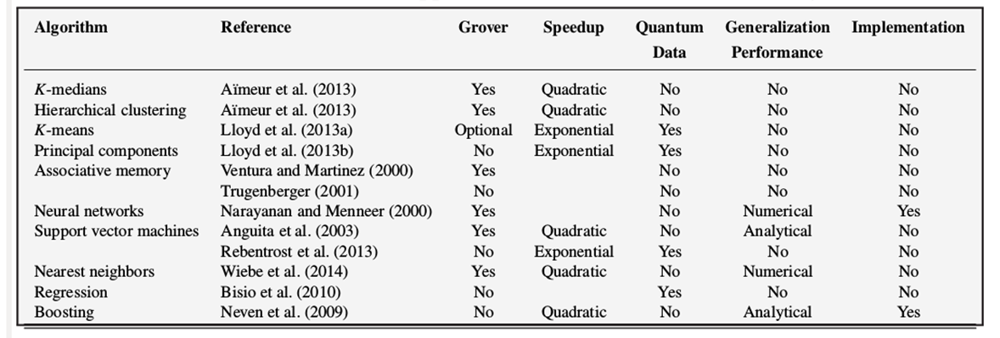 Algorithm Reference Grover Speedup Quantum Generalization Implementation
Data Performance
K-medians Aïmeur et al. (2013) Yes Quadratic No No No
Hierarchical clustering Aïmeur et al. (2013) Yes Quadratic No No No
K-means Lloyd et al. (2013a) Optional Exponential Yes No No
Principal components Lloyd et al. (2013b) No Exponential Yes No No
Associative memory Ventura and Martinez (2000) Yes No No No
Trugenberger (2001) No No No No
Neural networks Narayanan and Menneer (2000) Yes No Numerical Yes
Support vector machines Anguita et al. (2003) Yes Quadratic No Analytical No
Rebentrost et al. (2013) No Exponential Yes No No
Nearest neighbors Wiebe et al. (2014) Yes Quadratic No Numerical No
Regression Bisio et al. (2010) No Yes No No
Boosting Neven et al. (2009) No Quadratic No Analytical Yes